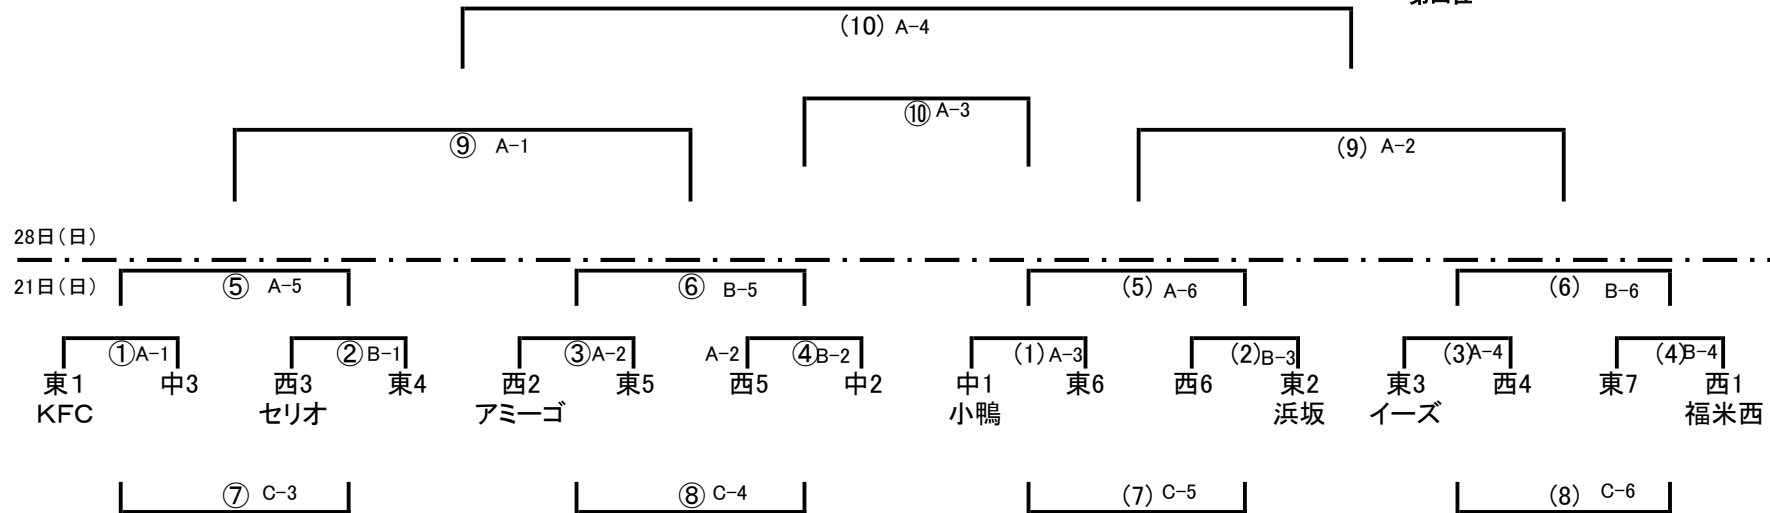 (10) A-4
⑩ A-3
⑨ A-1
(9) A-2
28日(日)
21日(日)
⑤ A-5
⑥ B-5
(5) A-6
(6) B-6
①A-1
②B-1
③A-2
A-2
④B-2
(1) A-3
(2)B-3
(3)A-4
(4)B-4
東1 中3 西3 東4 西2 東5 西5 中2 中1 東6 西6 東2 東3 西4 東7 西1
KFC セリオ アミーゴ 小鴨 浜坂 イーズ 福米西
⑦ C-3
⑧ C-4
(7) C-5
(8) C-6